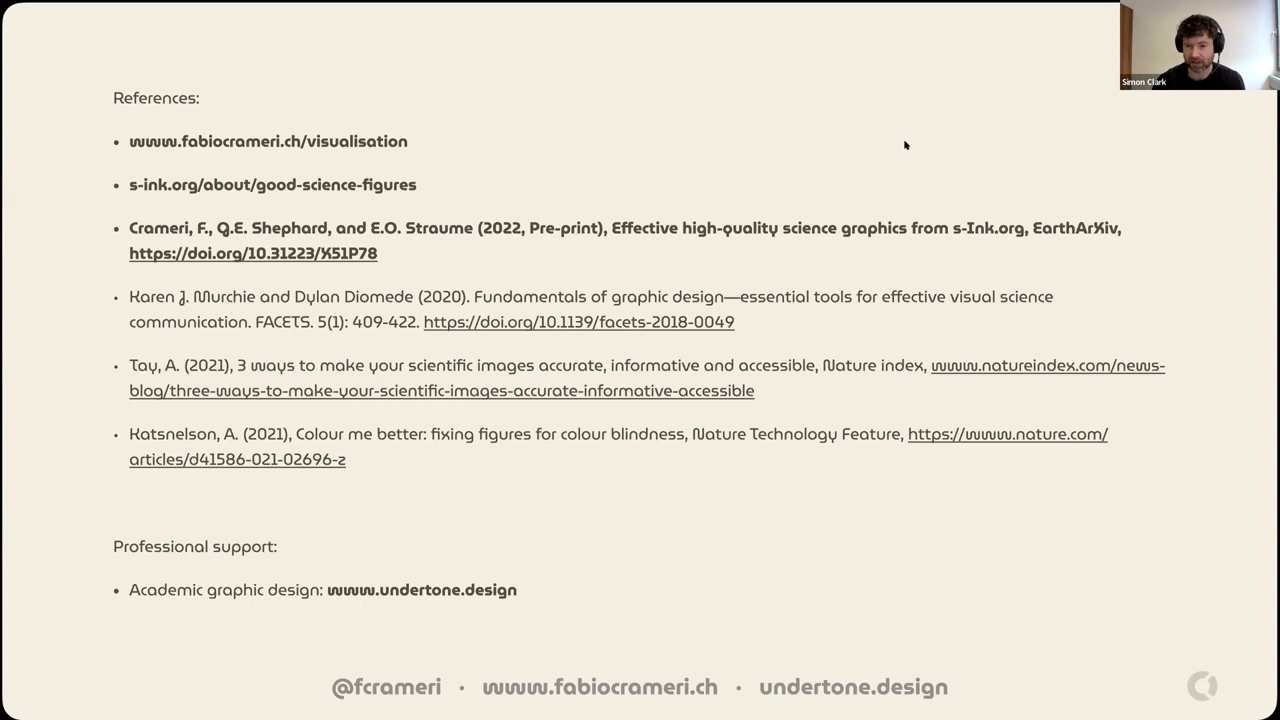 Simon Clark
References:
• www.fabiocrameri.ch/visualisation
• s-ink.org/about/good-science-figures
• Crameri, F., G.E. Shephard, and E.O. Straume (2022, Pre-print), Effective high-quality science graphics from s-Ink.org, EarthArXiv,
https://doi.org/10.31223/X51P78
• Karen J. Murchie and Dylan Diomede (2020). Fundamentals of graphic design—essential tools for effective visual science
communication. FACETS. 5(1): 409-422. https://doi.org/10.1139/facets-2018-0049
• Tay, A. (2021), 3 ways to make your scientific images accurate, informative and accessible, Nature index, www.natureindex.com/news-
blog/three-ways-to-make-your-scientific-images-accurate-informative-accessible
• Katsnelson, A. (2021), Colour me better: fixing figures for colour blindness, Nature Technology Feature, https://www.nature.com/
articles/d41586-021-02696-z
Professional support:
• Academic graphic design: www.undertone.design
@fcrameri • www.fabiocrameri.ch • undertone.design